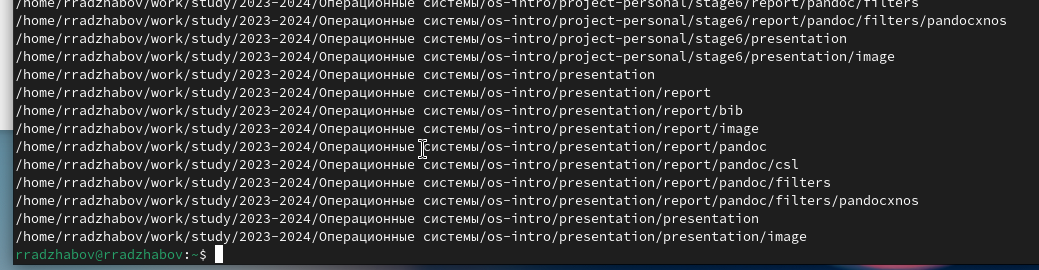 /home/rradzhabov/work/study/2023-2024/Операционные системы/os-intro/project-personal/stage6/report/pandoc/filters
/home/rradzhabov/work/study/2023-2024/Операционные системы/os-intro/project-personal/stage6/report/pandoc/filters/pandocxnos
/home/rradzhabov/work/study/2023-2024/Операционные системы/os-intro/project-personal/stage6/presentation
/home/rradzhabov/work/study/2023-2024/Операционные системы/os-intro/project-personal/stage6/presentation/image
/home/rradzhabov/work/study/2023-2024/Операционные системы/os-intro/presentation
/home/rradzhabov/work/study/2023-2024/Операционные системы/os-intro/presentation/report
/home/rradzhabov/work/study/2023-2024/Операционные системы/os-intro/presentation/report/bib
/home/rradzhabov/work/study/2023-2024/Операционные системы/os-intro/presentation/report/image
/home/rradzhabov/work/study/2023-2024/Операционные системы/os-intro/presentation/report/pandoc
/home/rradzhabov/work/study/2023-2024/Операционные системы/os-intro/presentation/report/pandoc/csl
/home/rradzhabov/work/study/2023-2024/Операционные системы/os-intro/presentation/report/pandoc/filters
/home/rradzhabov/work/study/2023-2024/Операционные системы/os-intro/presentation/report/pandoc/filters/pandocxnos
/home/rradzhabov/work/study/2023-2024/Операционные системы/os-intro/presentation/presentation
/home/rradzhabov/work/study/2023-2024/Операционные системы/os-intro/presentation/presentation/image
rradzhabov@rradzhabov:~$